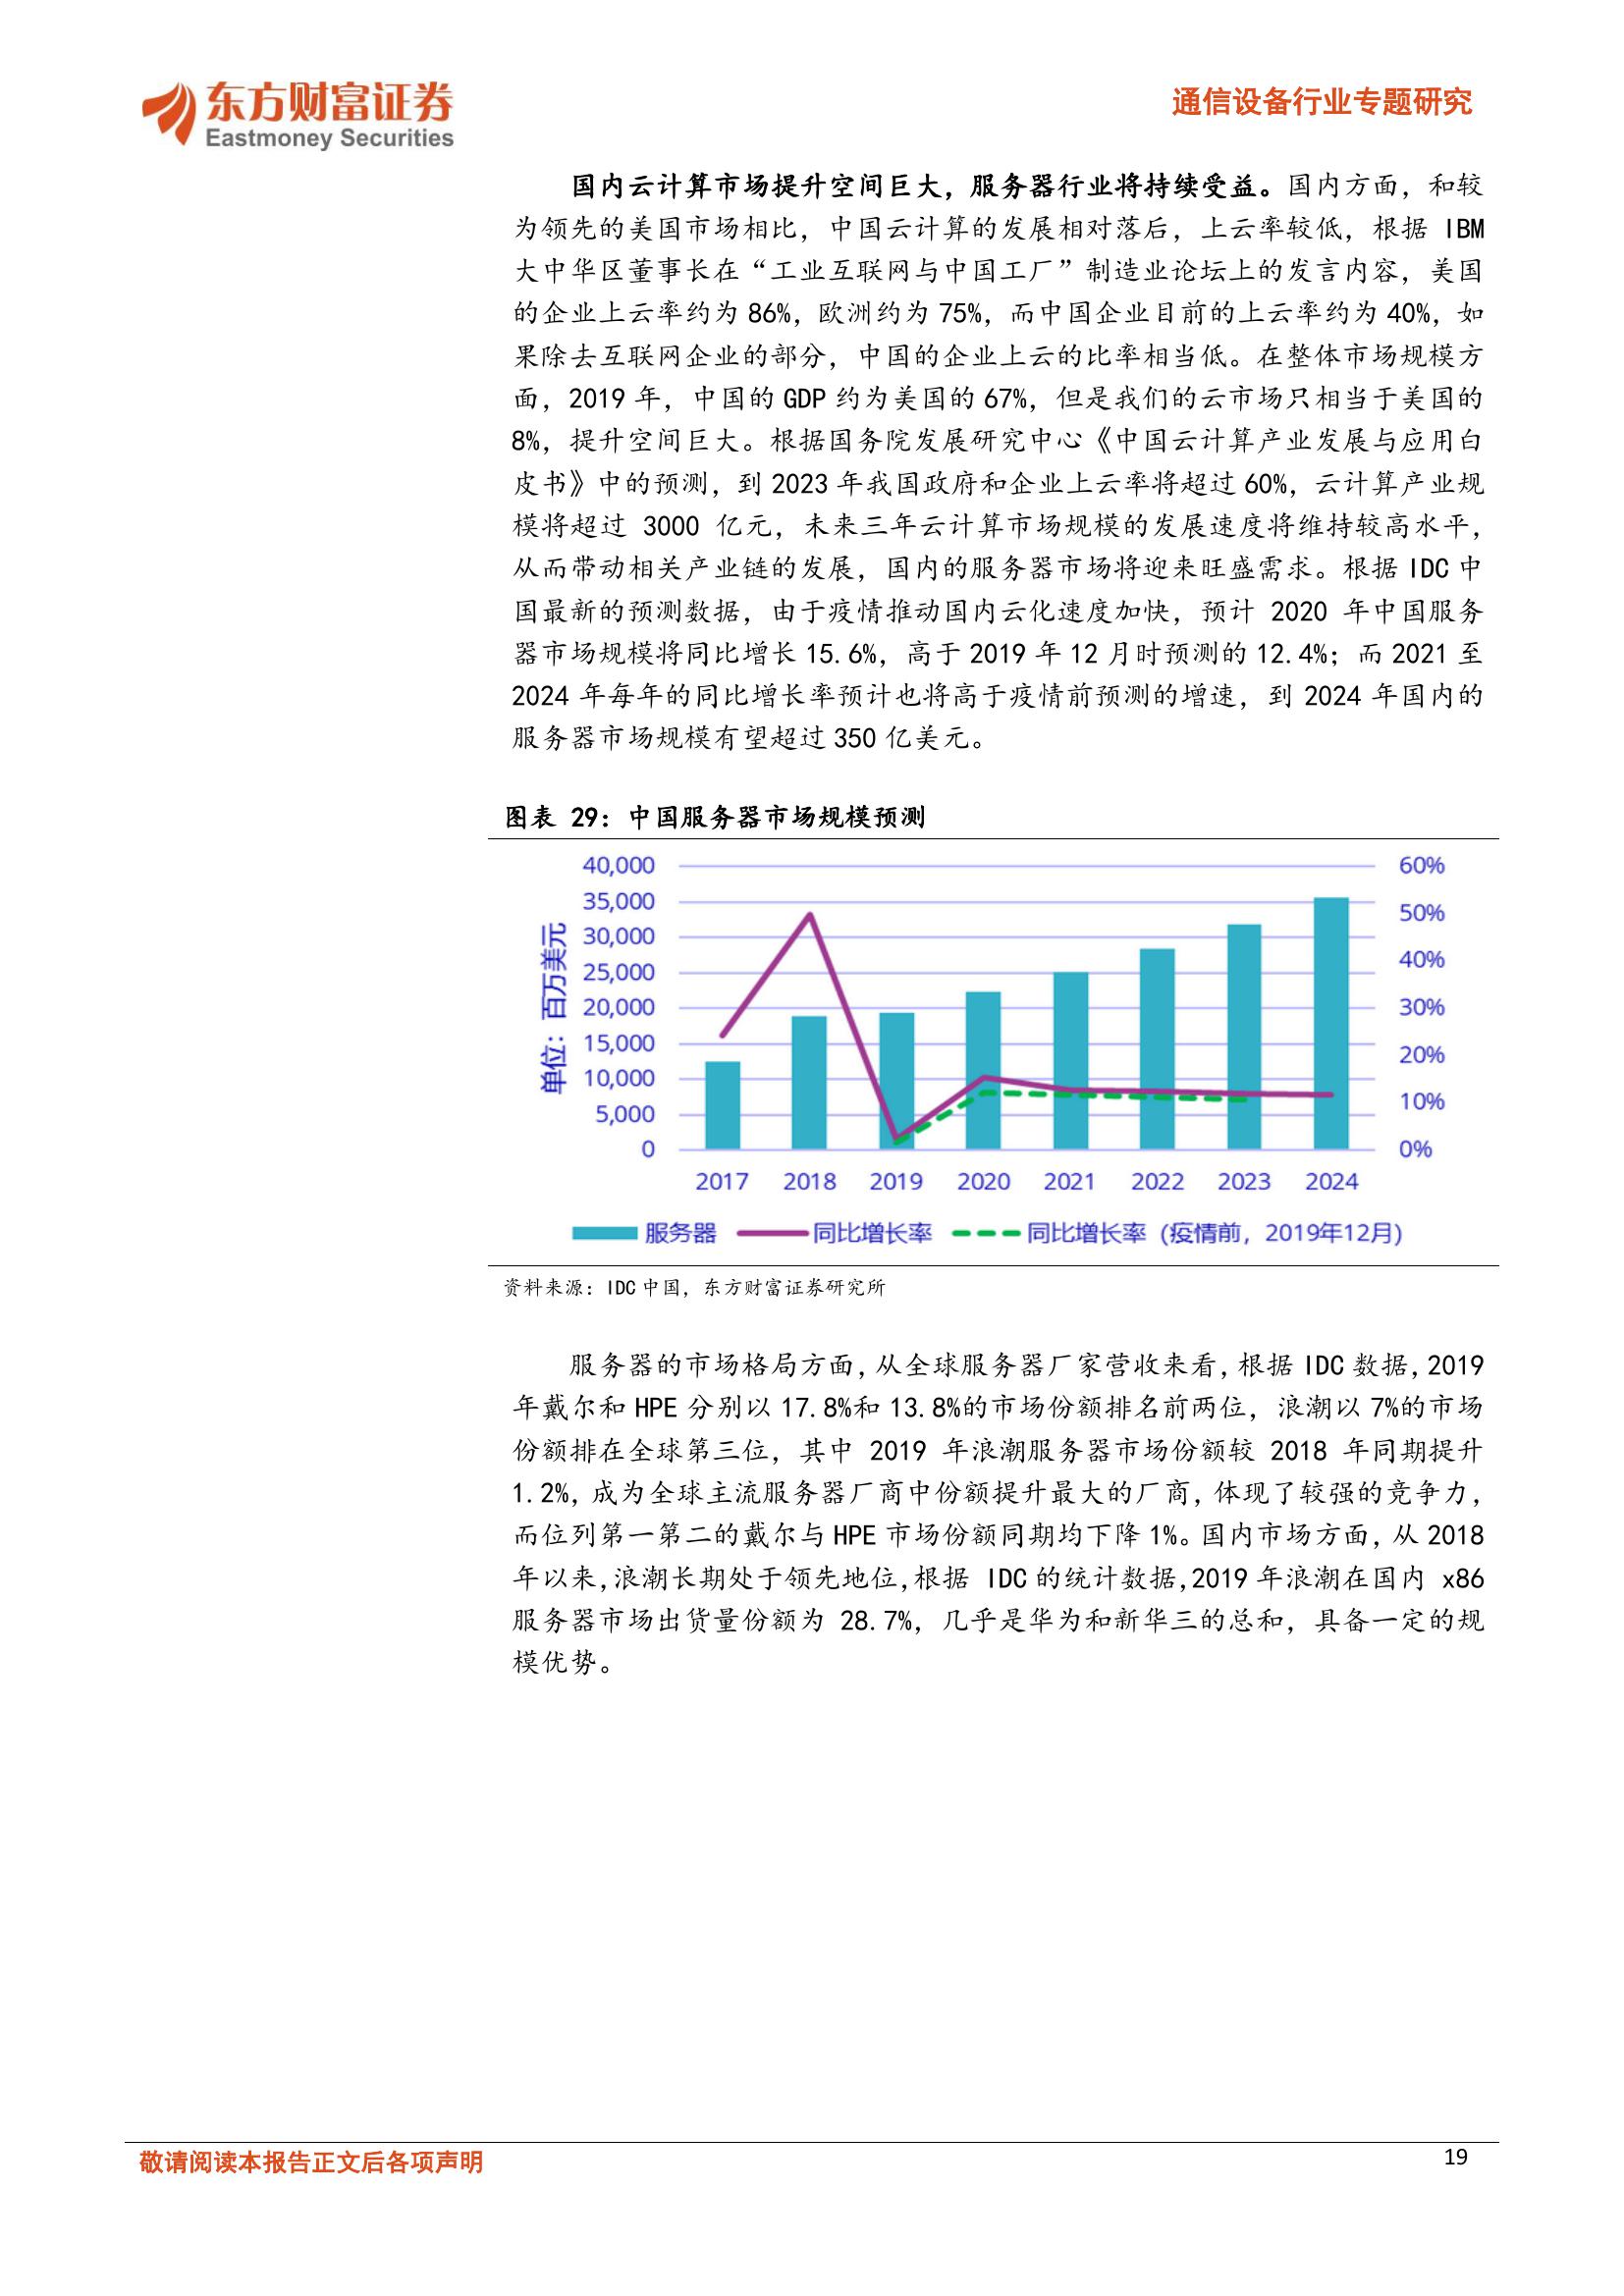 东方财富证券
Eastmoney Securities
通信设备行业专题研究
国内云计算市场提升空间巨大，服务器行业将持续受益。国内方面，和较
为领先的美国市场相比，中国云计算的发展相对落后，上云率较低，根据 IBM
大中华区董事长在“工业互联网与中国工厂”制造业论坛上的发言内容，美国
的企业上云率约为 86%，欧洲约为 75%，而中国企业目前的上云率约为 40%，如
果除去互联网企业的部分，中国的企业上云的比率相当低。在整体市场规模方
面，2019 年，中国的 GDP 约为美国的 67%，但是我们的云市场只相当于美国的
8%，提升空间巨大。根据国务院发展研究中心《中国云计算产业发展与应用白
皮书》中的预测，到 2023 年我国政府和企业上云率将超过 60%，云计算产业规
模将超过 3000 亿元，未来三年云计算市场规模的发展速度将维持较高水平，
从而带动相关产业链的发展，国内的服务器市场将迎来旺盛需求。根据 IDC 中
国最新的预测数据，由于疫情推动国内云化速度加快，预计 2020 年中国服务
器市场规模将同比增长 15.6%，高于 2019 年 12 月时预测的 12.4%；而 2021 至
2024 年每年的同比增长率预计也将高于疫情前预测的增速，到 2024 年国内的
服务器市场规模有望超过 350 亿美元。
图表 29：中国服务器市场规模预测
单位：百万美元
40,000
35,000
30,000
25,000
20,000
15,000
10,000
5,000
0
60%
50%
40%
30%
20%
10%
0%
2017 2018 2019 2020 2021 2022 2023 2024
服务器 同比增长率 同比增长率（疫情前，2019年12月)
资料来源：IDC 中国，东方财富证券研究所
服务器的市场格局方面，从全球服务器厂家营收来看，根据 IDC 数据，2019
年戴尔和 HPE 分别以 17.8%和 13.8%的市场份额排名前两位，浪潮以 7%的市场
份额排在全球第三位，其中 2019 年浪潮服务器市场份额较 2018 年同期提升
1.2%，成为全球主流服务器厂商中份额提升最大的厂商，体现了较强的竞争力，
而位列第一第二的戴尔与 HPE 市场份额同期均下降 1%。国内市场方面，从 2018
年以来，浪潮长期处于领先地位，根据 IDC 的统计数据，2019 年浪潮在国内 x86
服务器市场出货量份额为 28.7%，几乎是华为和新华三的总和，具备一定的规
模优势。
敬请阅读本报告正文后各项声明
19